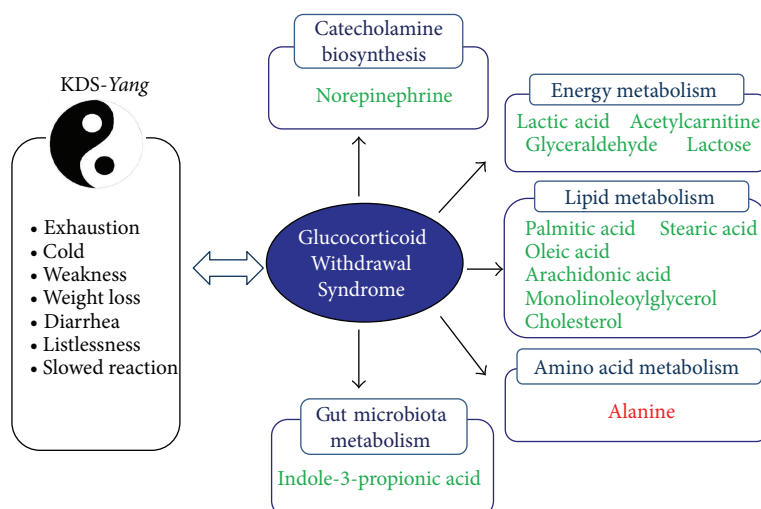 KDS-Yang
• Exhaustion
• Cold
• Weakness
• Weight loss
• Diarrhea
• Listlessness
• Slowed reaction
Glucocorticoid
Withdrawal
Syndrome
Catecholamine
biosynthesis
Norepinephrine
Energy metabolism
Lactic acid Acetylcarnitine
Glyceraldehyde Lactose
Lipid metabolism
Palmitic acid Stearic acid
Oleic acid
Arachidonic acid
Monolinoleoylglycerol
Cholesterol
Amino acid metabolism
Alanine
Gut microbiota
metabolism
Indole-3-propionic acid